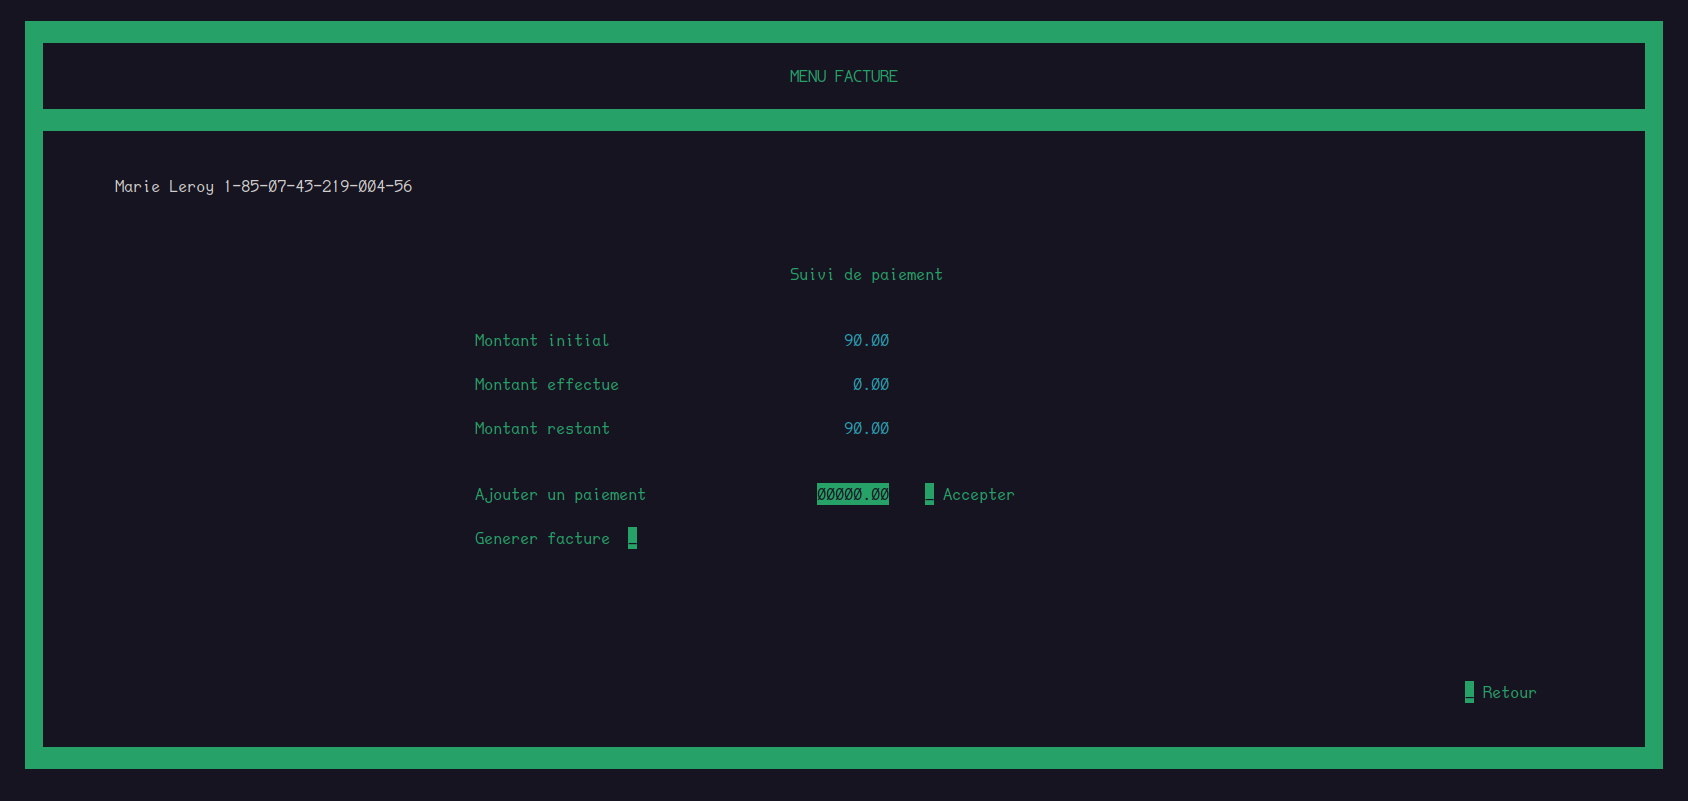 MENU FACTURE
Marie Leroy 1-85-07-43-219-004-56
Suivi de paiement
Montant initial 90.00
Montant effectue 0.00
Montant restant 90.00
Ajouter un paiement 00000.00 _ Accepter
Generer facture _
_ Retour